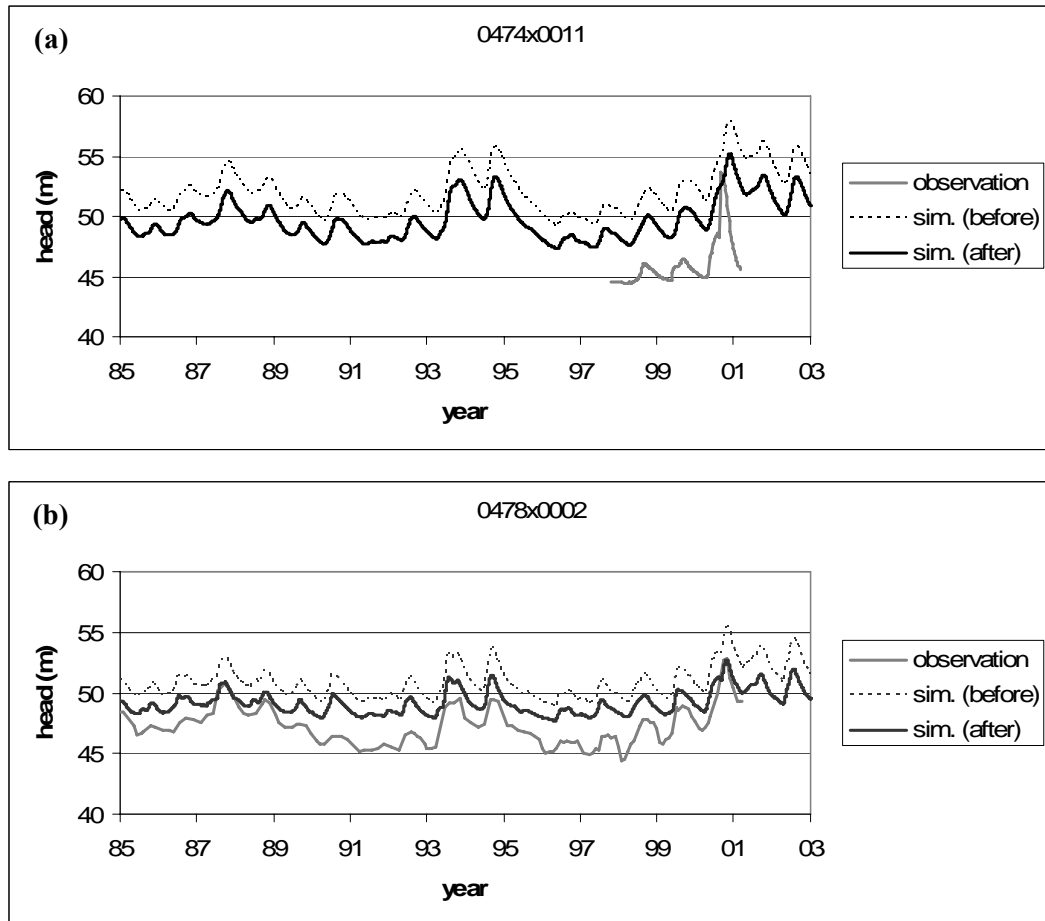 (a)
0474x0011
head (m)
60
55
50
45
40
85 87 89 91 93 95 97 99 01 03
year
observation
sim. (before)
sim. (after)
(b)
0478x0002
head (m)
60
55
50
45
40
85 87 89 91 93 95 97 99 01 03
year
observation
sim. (before)
sim. (after)